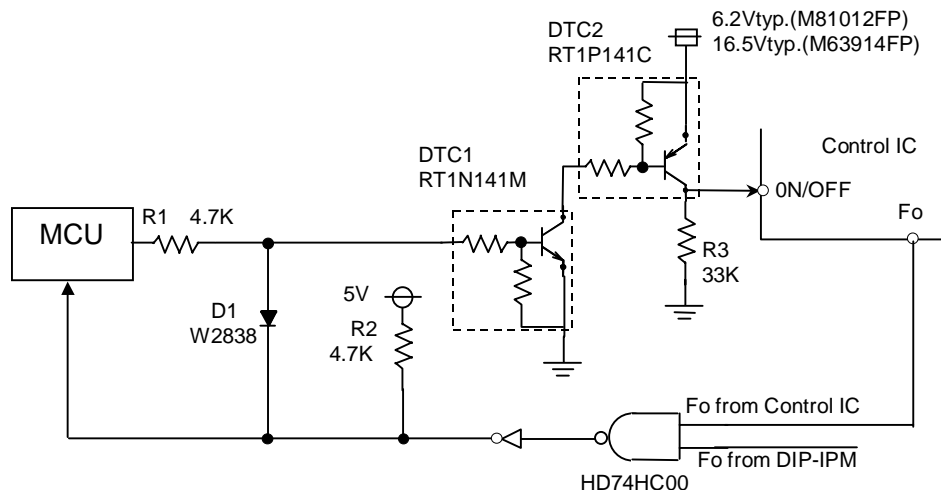 6.2Vtyp.(M81012FP)
16.5Vtyp.(M63914FP)
DTC2
RT1P141C
Control IC
DTC1
RT1N141M
0N/OFF
MCU
R1 4.7K
Fo
R3
33K
D1
W2838
5V
R2
4.7K
Fo from Control IC
Fo from DIP-IPM
HD74HC00